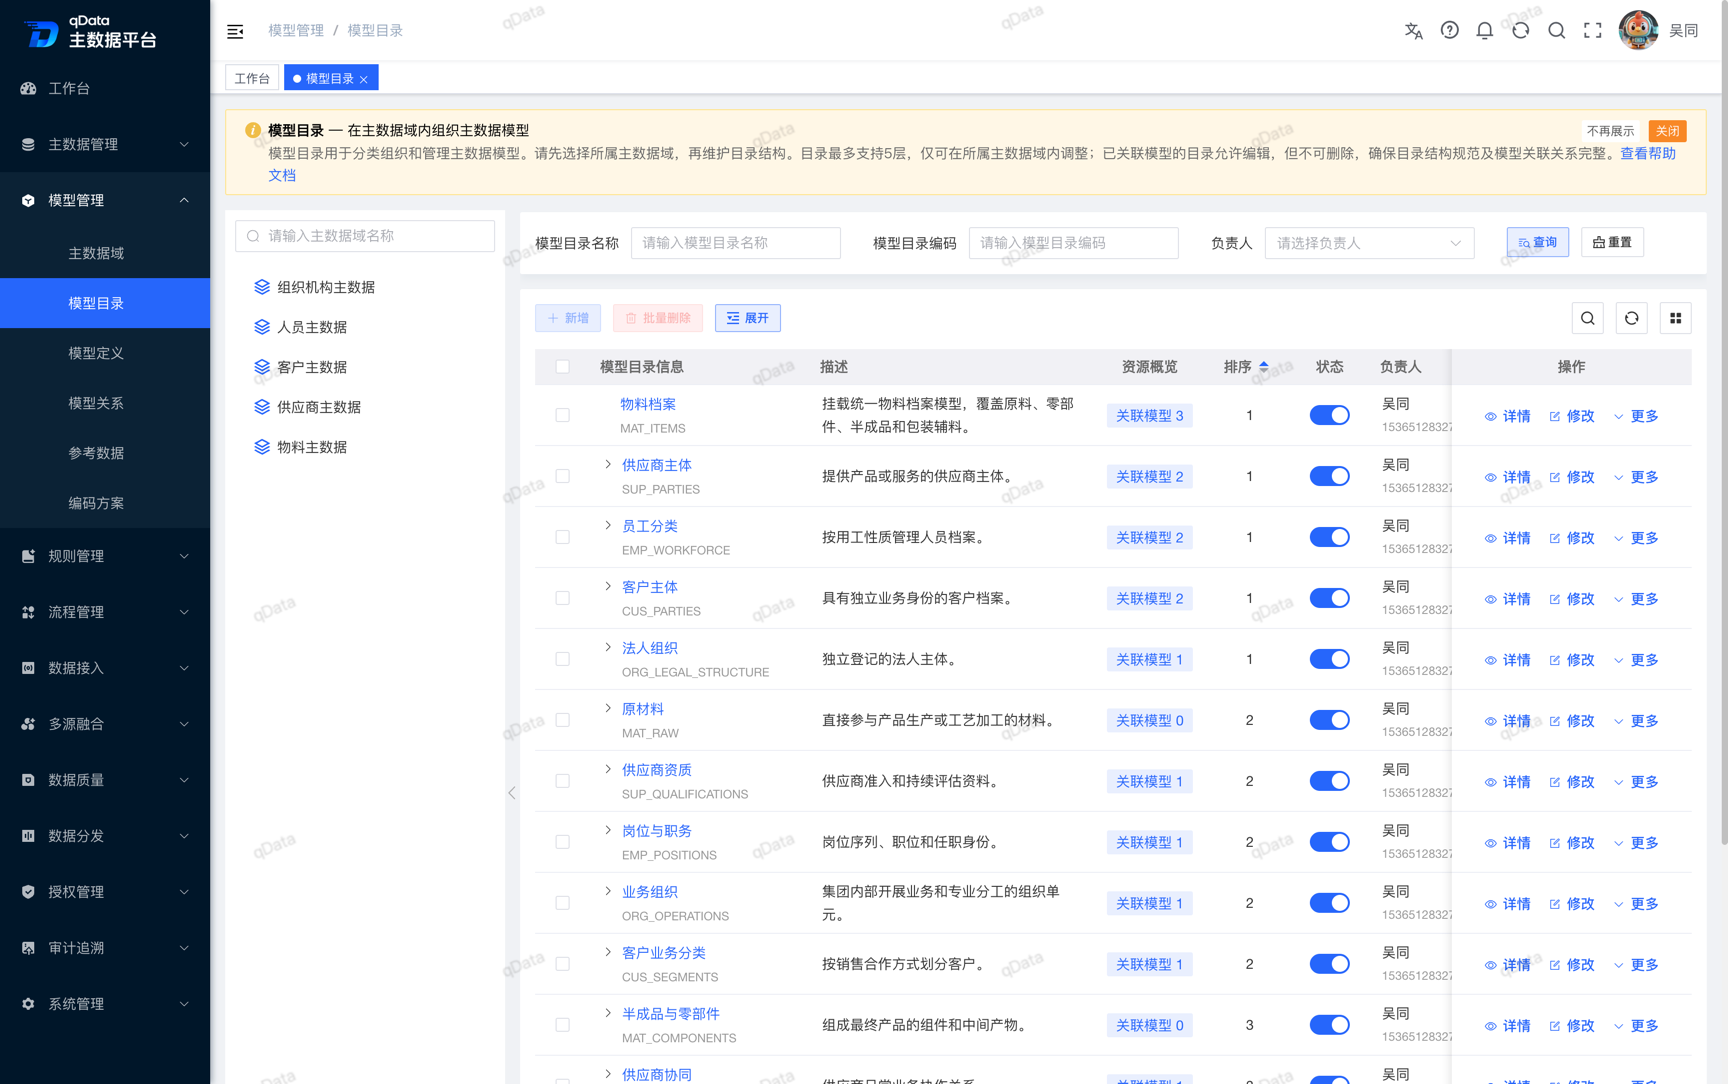 qData
主数据平台
模型管理 / 模型目录
吴同
工作台
模型目录
工作台
主数据管理
模型管理
主数据域
模型目录
模型定义
模型关系
参考数据
编码方案
规则管理
流程管理
数据接入
多源融合
数据质量
数据分发
授权管理
审计追溯
系统管理
模型目录 — 在主数据域内组织主数据模型
不再展示
关闭
模型目录用于分类组织和管理主数据模型。请先选择所属主数据域，再维护目录结构。目录最多支持5层，仅可在所属主数据域内调整；已关联模型的目录允许编辑，但不可删除，确保目录结构规范及模型关联关系完整。查看帮助
文档
请输入主数据域名称
组织机构主数据
人员主数据
客户主数据
供应商主数据
物料主数据
模型目录名称 请输入模型目录名称 模型目录编码 请输入模型目录编码 负责人 请选择负责人 查询 重置
新增 批量删除 展开
模型目录信息 描述 资源概览 排序 状态 负责人 操作
物料档案 挂载统一物料档案模型，覆盖原料、零部 吴同
件、半成品和包装辅料。 关联模型 3 1 详情 修改 更多
MAT_ITEMS 15365128327
供应商主体 吴同
提供产品或服务的供应商主体。 关联模型 2 1 详情 修改 更多
SUP_PARTIES 15365128327
员工分类 吴同
按用工性质管理人员档案。 关联模型 2 1 详情 修改 更多
EMP_WORKFORCE 15365128327
客户主体 吴同
具有独立业务身份的客户档案。 关联模型 2 1 详情 修改 更多
CUS_PARTIES 15365128327
法人组织 吴同
独立登记的法人主体。 关联模型 1 1 详情 修改 更多
ORG_LEGAL_STRUCTURE 15365128327
原材料 吴同
直接参与产品生产或工艺加工的材料。 关联模型 0 2 详情 修改 更多
MAT_RAW 15365128327
供应商资质 吴同
供应商准入和持续评估资料。 关联模型 1 2 详情 修改 更多
SUP_QUALIFICATIONS 15365128327
岗位与职务 吴同
岗位序列、职位和任职身份。 关联模型 1 2 详情 修改 更多
EMP_POSITIONS 15365128327
业务组织 集团内部开展业务和专业分工的组织单 吴同
元。 关联模型 1 2 详情 修改 更多
ORG_OPERATIONS 15365128327
客户业务分类 吴同
按销售合作方式划分客户。 关联模型 1 2 详情 修改 更多
CUS_SEGMENTS 15365128327
半成品与零部件 吴同
组成最终产品的组件和中间产物。 关联模型 0 3 详情 修改 更多
MAT_COMPONENTS 15365128327
供应商协同 吴同